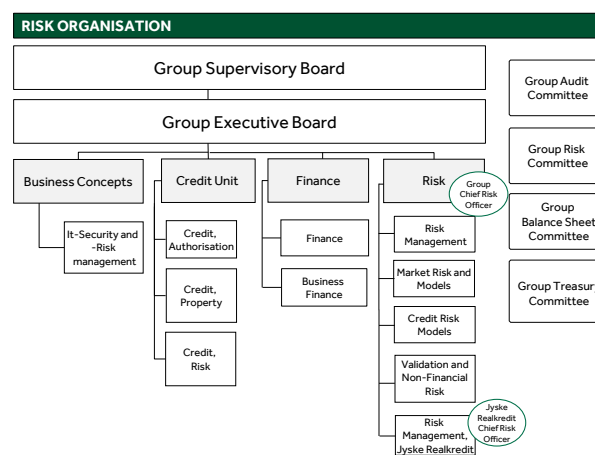 RISK ORGANISATION
Group Supervisory Board
Group Executive Board
Group Audit
Committee
Group Risk
Committee
Group
Balance Sheet
Committee
Group Treasury
Committee
Business Concepts
It-Security and
-Risk
management
Credit Unit
Credit,
Authorisation
Credit,
Property
Credit,
Risk
Finance
Finance
Business
Finance
Risk
Group
Chief Risk
Officer
Risk
Management
Market Risk and
Models
Credit Risk
Models
Validation and
Non-Financial
Risk
Risk
Management,
Jyske Realkredit
Jyske
Realkredit
Chief Risk
Officer